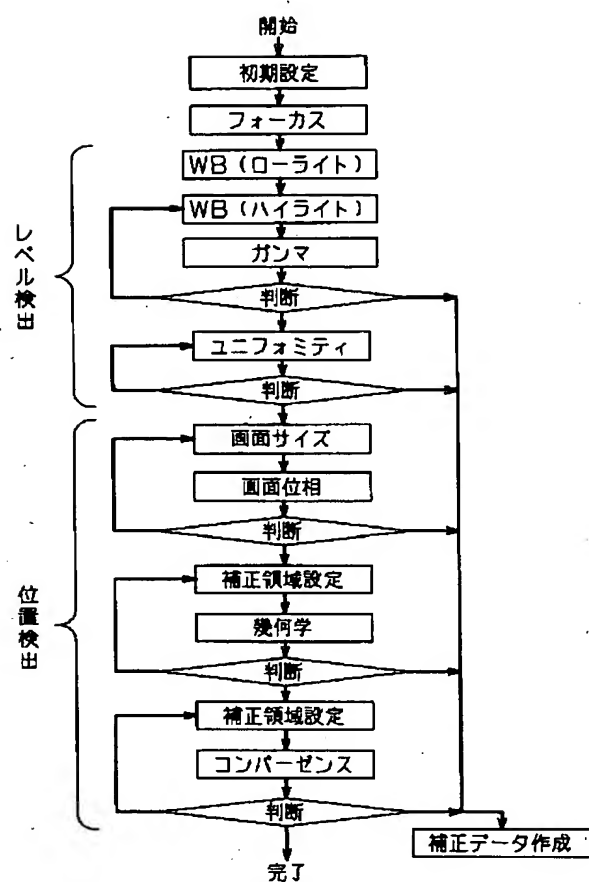 開始
初期設定
フォーカス
WB(ローライト)
WB(ハイライト)
ガンマ
判断
ユニフォミティ
判断
レベル検出
画面サイズ
画面位相
判断
補正領域設定
幾何学
判断
補正領域設定
コンバーゼンス
判断
位置検出
補正データ作成
完了